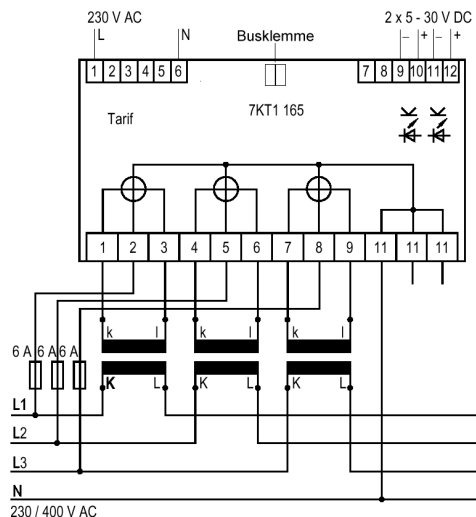 230 V AC
2 x 5 - 30 V DC
L
N
Busklemme
– + – +
1 2 3 4 5 6
7 8 9 10 11 12
7KT1 165
Tarif
1 2 3 4 5 6 7 8 9 11 11 11
k l k l k l
6 A 6 A 6 A
K L K L K L
L1
L2
L3
N
230 / 400 V AC